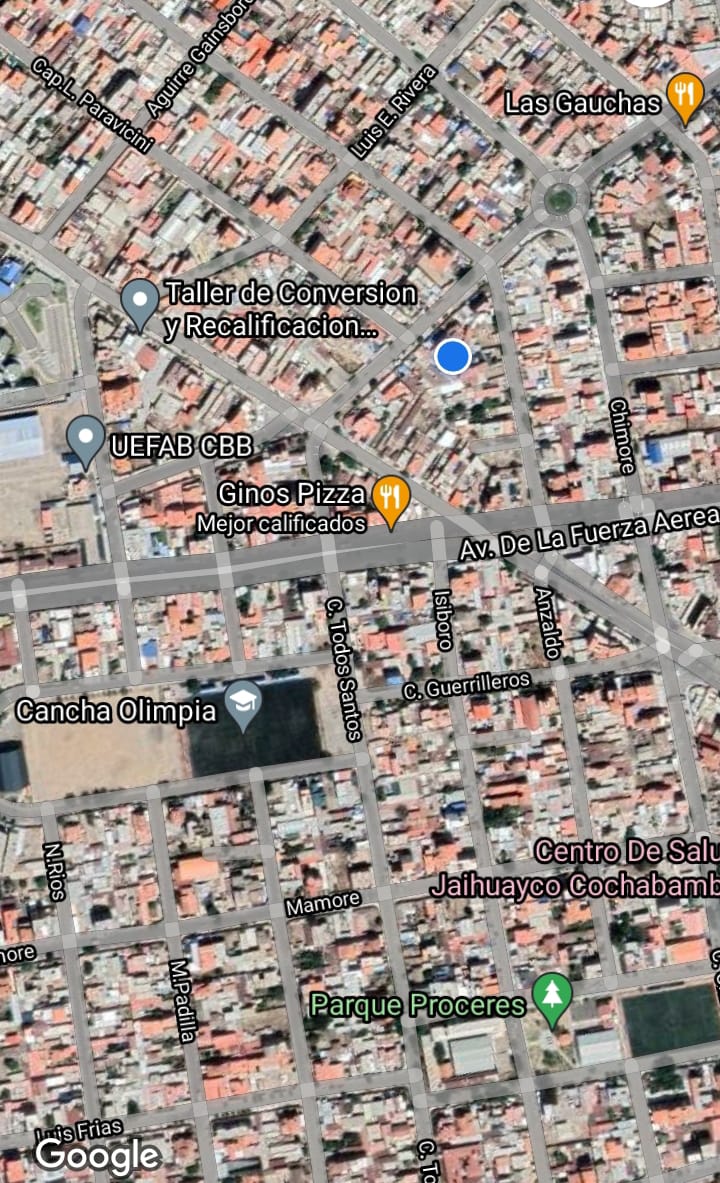 Aguirre Gainsboro
Cap.L. Paravicini
Luis E. Rivera
Las Gauchas
Taller de Conversion
y Recalificacion...
Chimore
UEFAB CBB
Ginos Pizza
Mejor calificados
Av. De La Fuerza Aerea
C. Todos Santos
Isiboro
Anzaldo
C. Guerrilleros
Cancha Olimpia
N.Rios
Centro De Salu
Jaihuayco Cochabamb
Mamore
more
M.Padilla
Parque Proceres
Luis Frias
C. To
Google